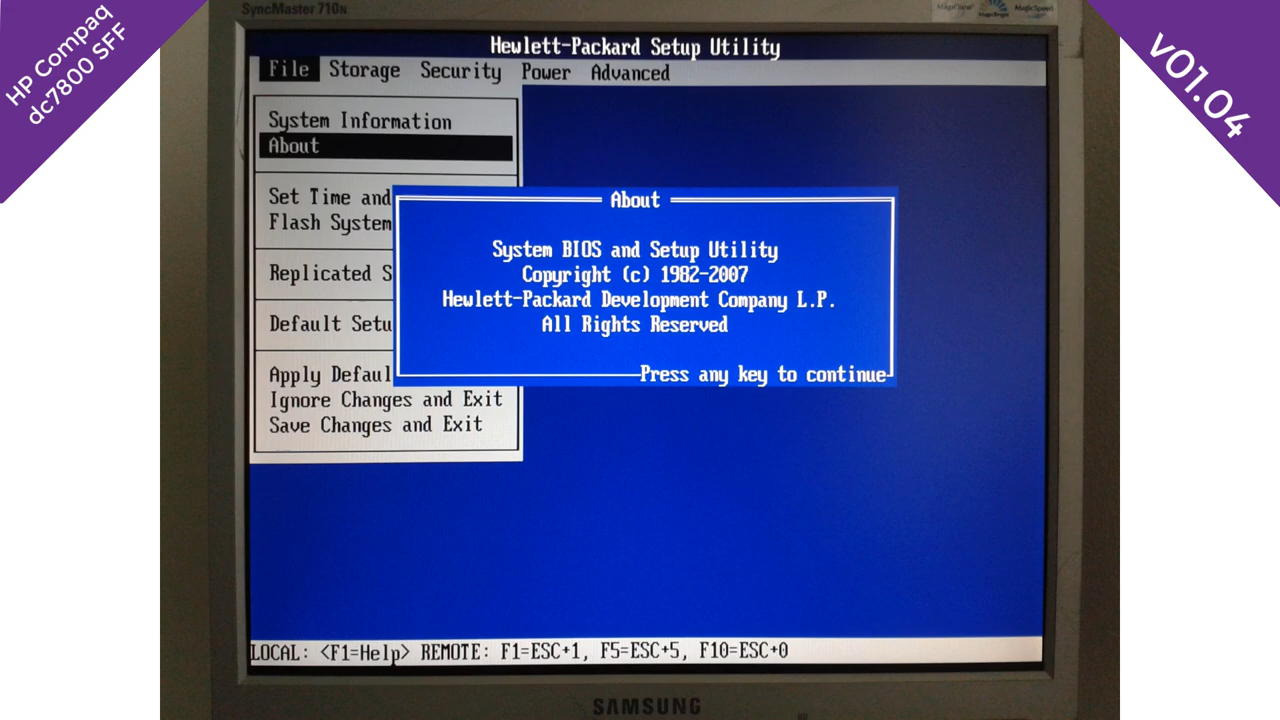 HP Compaq
dc7800 SFF
v01.04
SyncMaster 710N
MagicBright
MagicSpeed
Hewlett-Packard Setup Utility
File Storage Security Power Advanced
System Information
About
Set Time and
Flash System
Replicated S
Default Setu
Apply Defaul
Ignore Changes and Exit
Save Changes and Exit
About
System BIOS and Setup Utility
Copyright (c) 1982-2007
Hewlett-Packard Development Company L.P.
All Rights Reserved
Press any key to continue
LOCAL: <F1=Help> REMOTE: F1=ESC+1, F5=ESC+5, F10=ESC+0
SAMSUNG